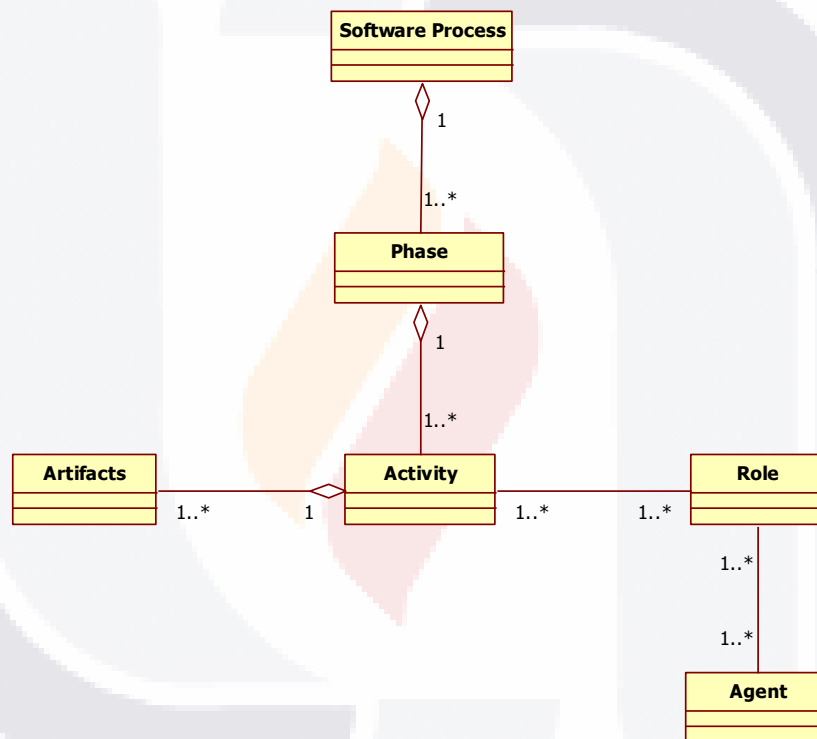 Software Process
1
1..*
Phase
1
1..*
Artifacts
Activity
Role
1..*
1
1..*
1..*
1..*
1..*
Agent